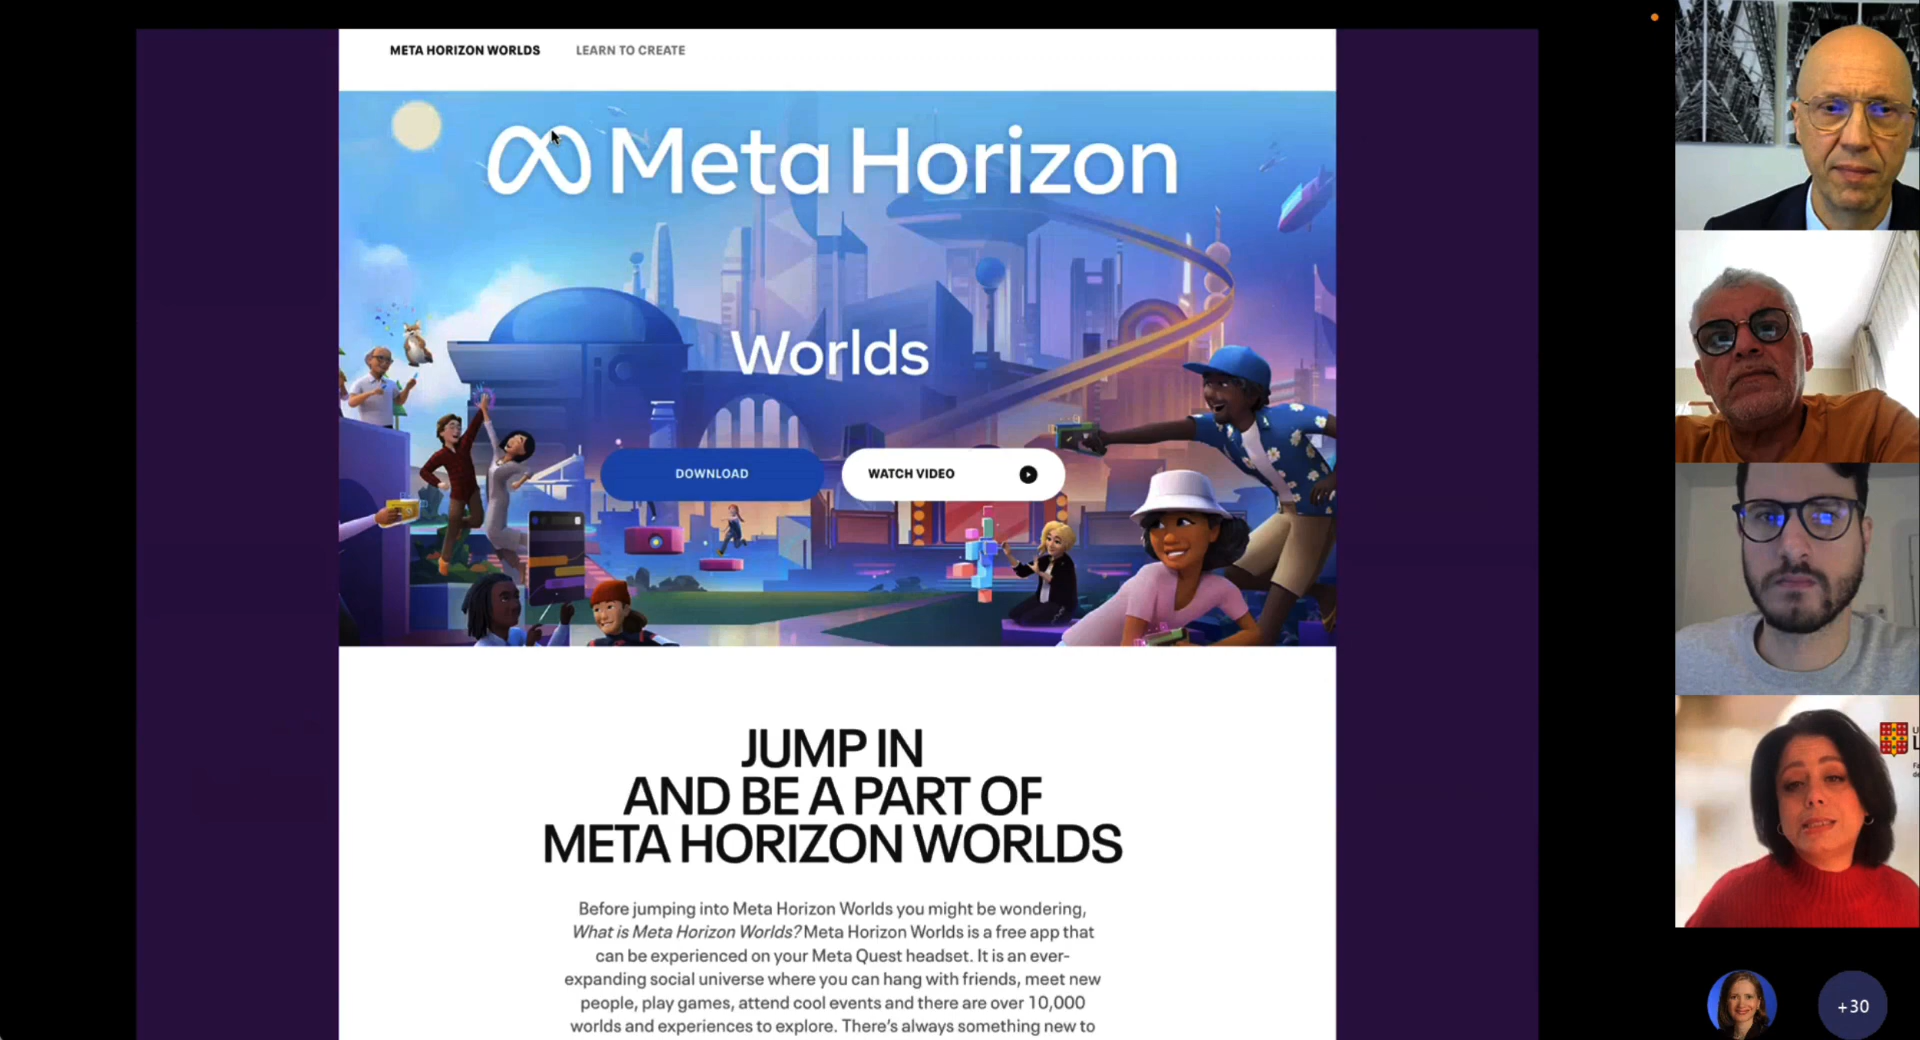 META HORIZON WORLDS
LEARN TO CREATE
Meta Horizon
Worlds
DOWNLOAD
WATCH VIDEO
JUMP IN
AND BE A PART OF
META HORIZON WORLDS
Before jumping into Meta Horizon Worlds you might be wondering,
What is Meta Horizon Worlds? Meta Horizon Worlds is a free app that
can be experienced on your Meta Quest headset. It is an ever-
expanding social universe where you can hang with friends, meet new
people, play games, attend cool events and there are over 10,000
worlds and experiences to explore. There's always something new to
+30